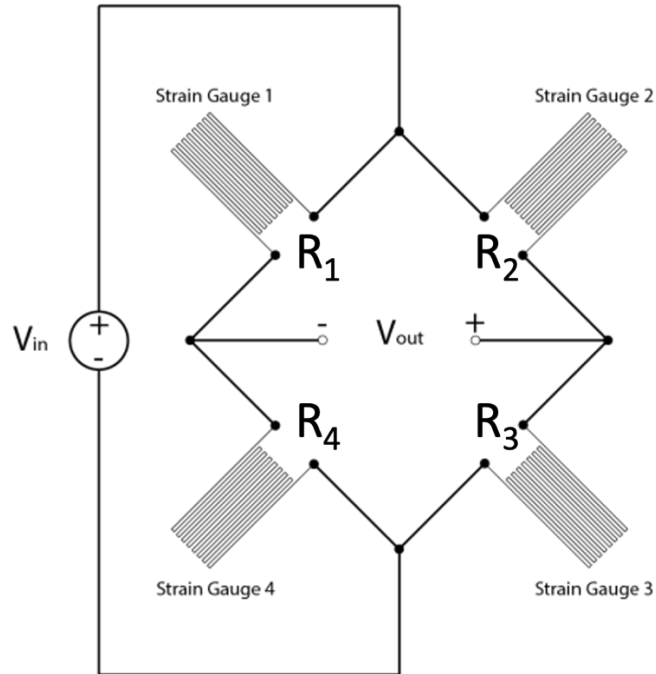 Strain Gauge 1
Strain Gauge 2
R₁
R₂
+
-
Vin
-
Vout
+
R₄
R₃
Strain Gauge 4
Strain Gauge 3